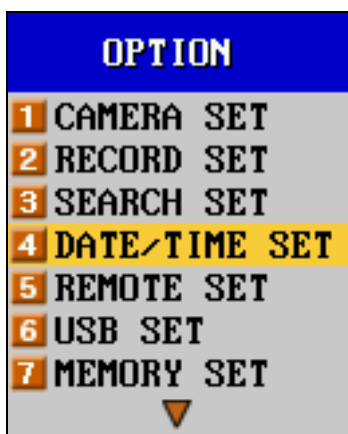 OPTION
1 CAMERA SET
2 RECORD SET
3 SEARCH SET
4 DATE/TIME SET
5 REMOTE SET
6 USB SET
7 MEMORY SET